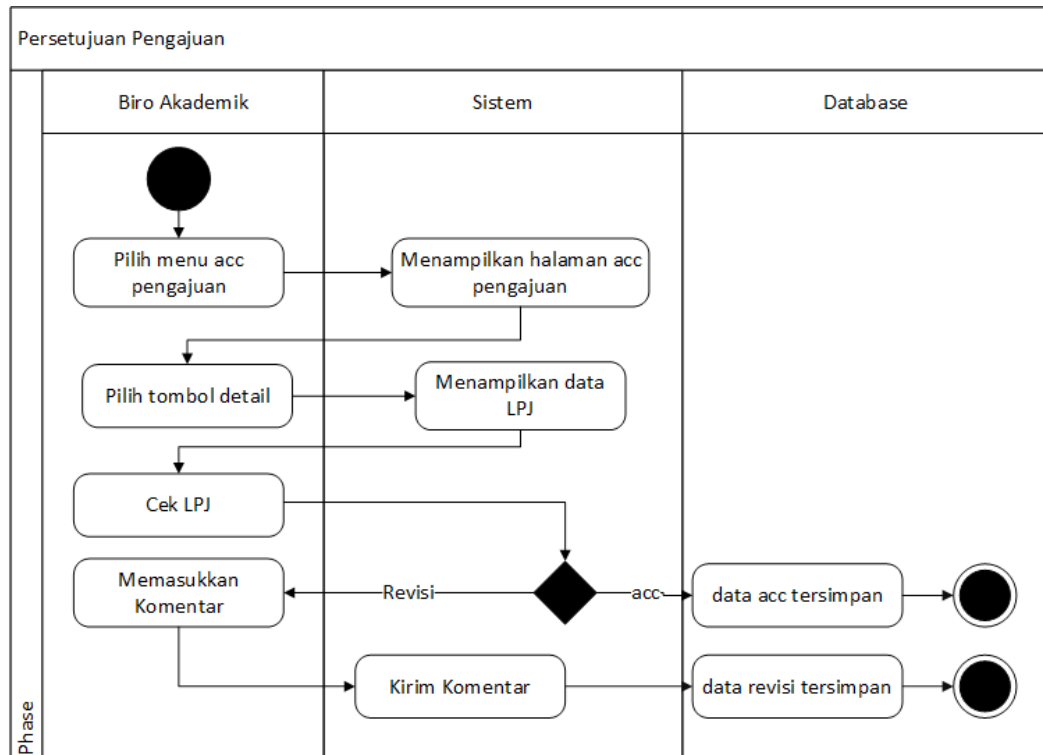 Persetujuan Pengajuan
Biro Akademik
Sistem
Database
Pilih menu acc
pengajuan
Menampilkan halaman acc
pengajuan
Pilih tombol detail
Menampilkan data
LPJ
Cek LPJ
Memasukkan
Komentar
Revisi
acc
data acc tersimpan
Kirim Komentar
data revisi tersimpan
Phase